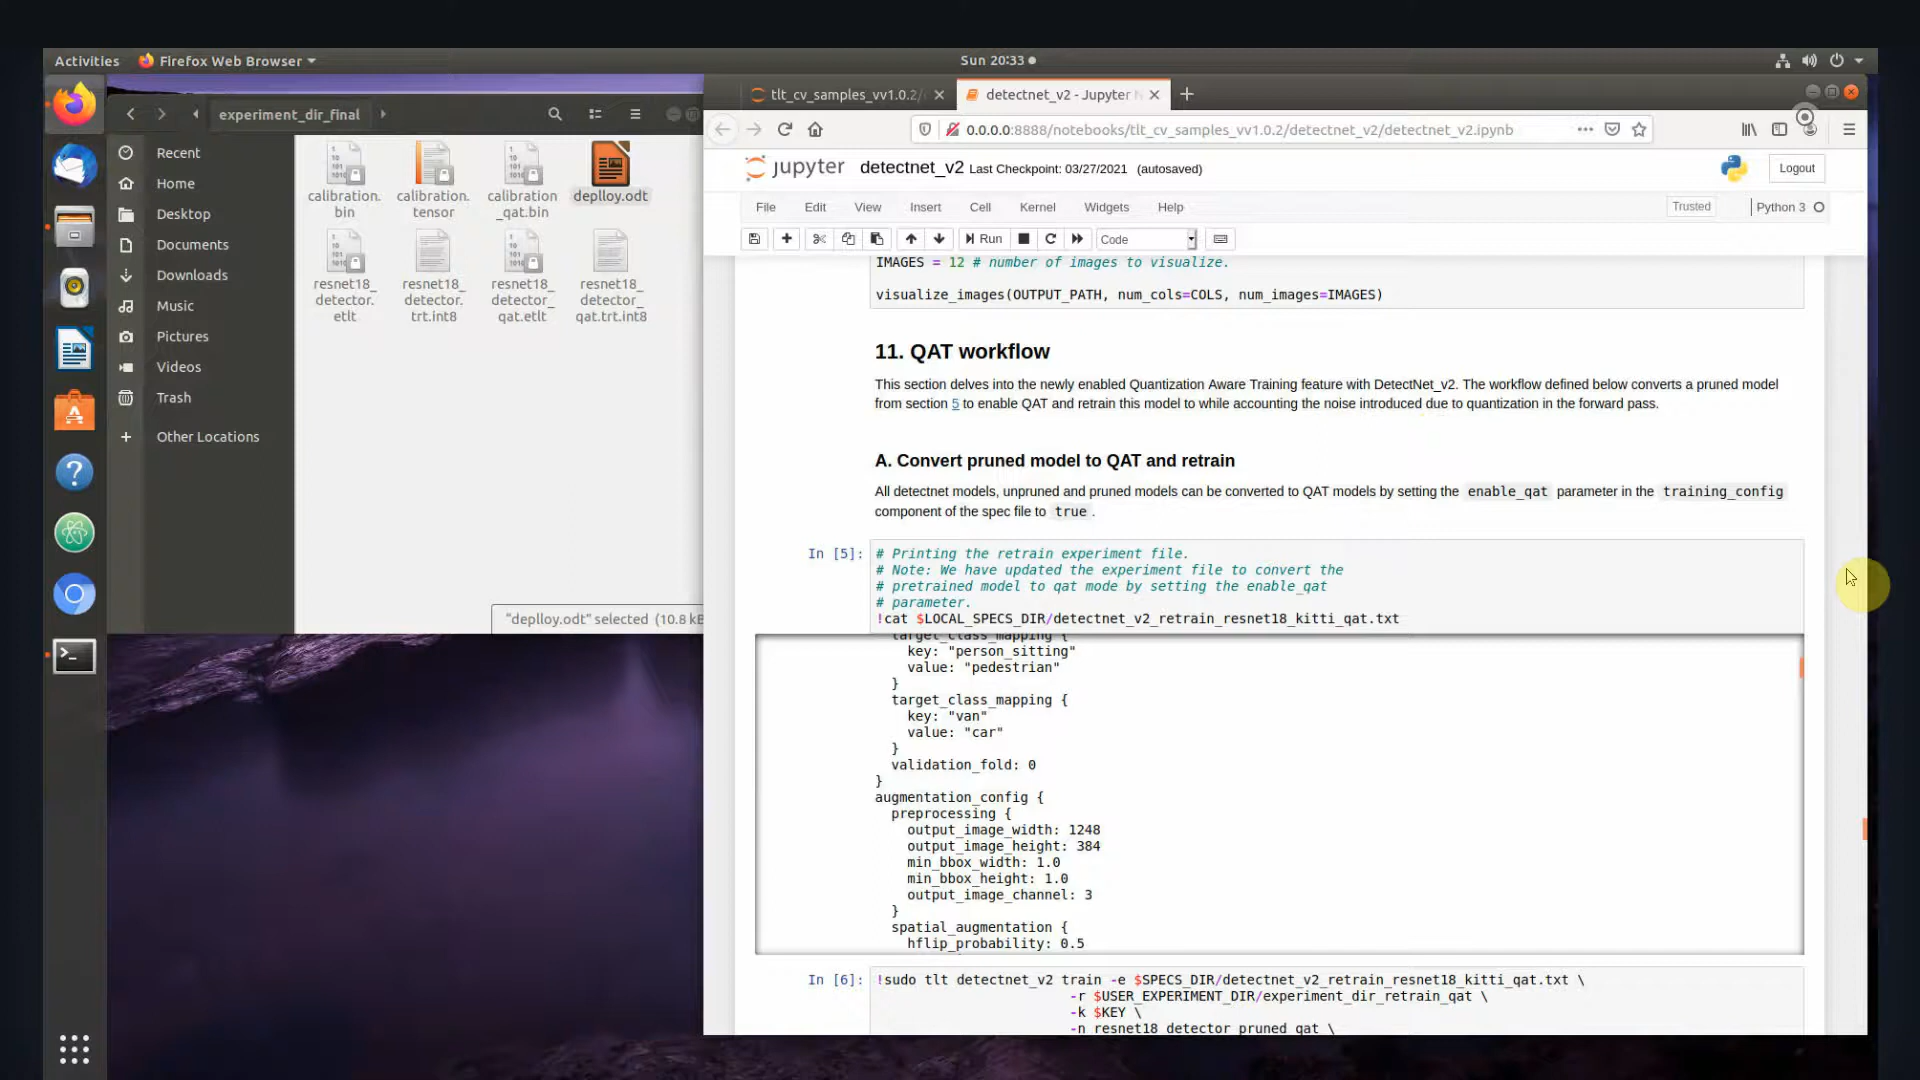 Activities
Firefox Web Browser
Sun 20:33
experiment_dir_final
Recent
Home
Desktop
Documents
Downloads
Music
Pictures
Videos
Trash
Other Locations
calibration.
bin
calibration.
tensor
calibration
_qat.bin
deplloy.odt
resnet18_
detector.
etlt
resnet18_
detector.
trt.int8
resnet18_
detector_
qat.etlt
resnet18_
detector_
qat.trt.int8
"deplloy.odt" selected (10.8 kB
tlt_cv_samples_vv1.0.2/
detectnet_v2 - Jupyter N
0.0.0.0:8888/notebooks/tlt_cv_samples_vv1.0.2/detectnet_v2/detectnet_v2.ipynb
jupyter detectnet_v2 Last Checkpoint: 03/27/2021 (autosaved)
Logout
File Edit View Insert Cell Kernel Widgets Help
Trusted
Python 3
Run
Code
IMAGES = 12 # number of images to visualize.
visualize_images(OUTPUT_PATH, num_cols=COLS, num_images=IMAGES)
11. QAT workflow
This section delves into the newly enabled Quantization Aware Training feature with DetectNet_v2. The workflow defined below converts a pruned model
from section 5 to enable QAT and retrain this model to while accounting the noise introduced due to quantization in the forward pass.
A. Convert pruned model to QAT and retrain
All detectnet models, unpruned and pruned models can be converted to QAT models by setting the enable_qat parameter in the training_config
component of the spec file to true .
In [5]:
# Printing the retrain experiment file.
# Note: We have updated the experiment file to convert the
# pretrained model to qat mode by setting the enable_qat
# parameter.
!cat $LOCAL_SPECS_DIR/detectnet_v2_retrain_resnet18_kitti_qat.txt
target_class_mapping {
key: "person_sitting"
value: "pedestrian"
}
target_class_mapping {
key: "van"
value: "car"
}
validation_fold: 0
}
augmentation_config {
preprocessing {
output_image_width: 1248
output_image_height: 384
min_bbox_width: 1.0
min_bbox_height: 1.0
output_image_channel: 3
}
spatial_augmentation {
hflip_probability: 0.5
In [6]:
!sudo tlt detectnet_v2 train -e $SPECS_DIR/detectnet_v2_retrain_resnet18_kitti_qat.txt \
-r $USER_EXPERIMENT_DIR/experiment_dir_retrain_qat \
-k $KEY \
-n resnet18_detector_pruned_qat \